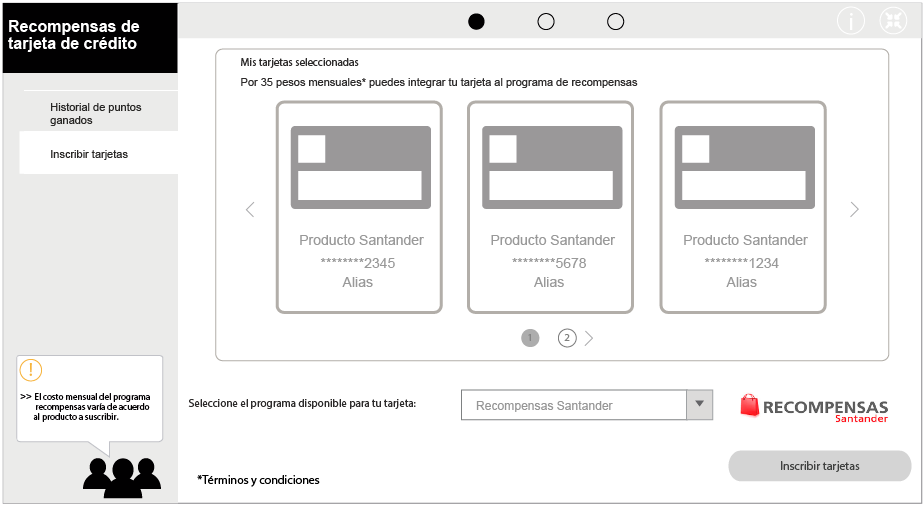 Recompensas de
tarjeta de crédito
i
Historial de puntos
ganados
Inscribir tarjetas
Mis tarjetas seleccionadas
Por 35 pesos mensuales* puedes integrar tu tarjeta al programa de recompensas
Producto Santander
********2345
Alias
Producto Santander
********5678
Alias
Producto Santander
********1234
Alias
1
2
!
>> El costo mensual del programa
recompensas varía de acuerdo
al producto a suscribir.
Seleccione el programa disponible para tu tarjeta:
Recompensas Santander
RECOMPENSAS
Santander
*Términos y condiciones
Inscribir tarjetas